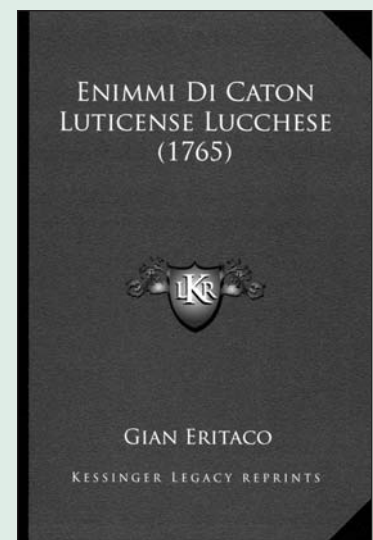 Enimmi Di Caton
Luticense Lucchese
(1765)
LKR
Gian Eritaco
Kessinger Legacy reprints